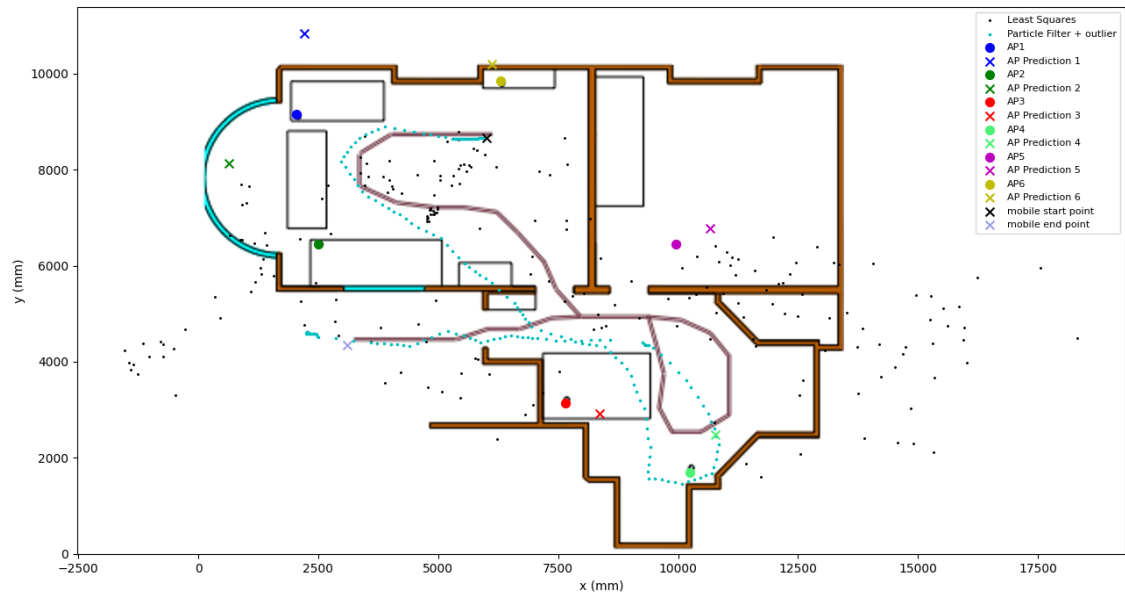 Least Squares
Particle Filter + outlier
AP1
AP Prediction 1
AP2
AP Prediction 2
AP3
AP Prediction 3
AP4
AP Prediction 4
AP5
AP Prediction 5
AP6
AP Prediction 6
mobile start point
mobile end point
10000
8000
6000
4000
2000
0
y (mm)
−2500 0 2500 5000 7500 10000 12500 15000 17500
x (mm)